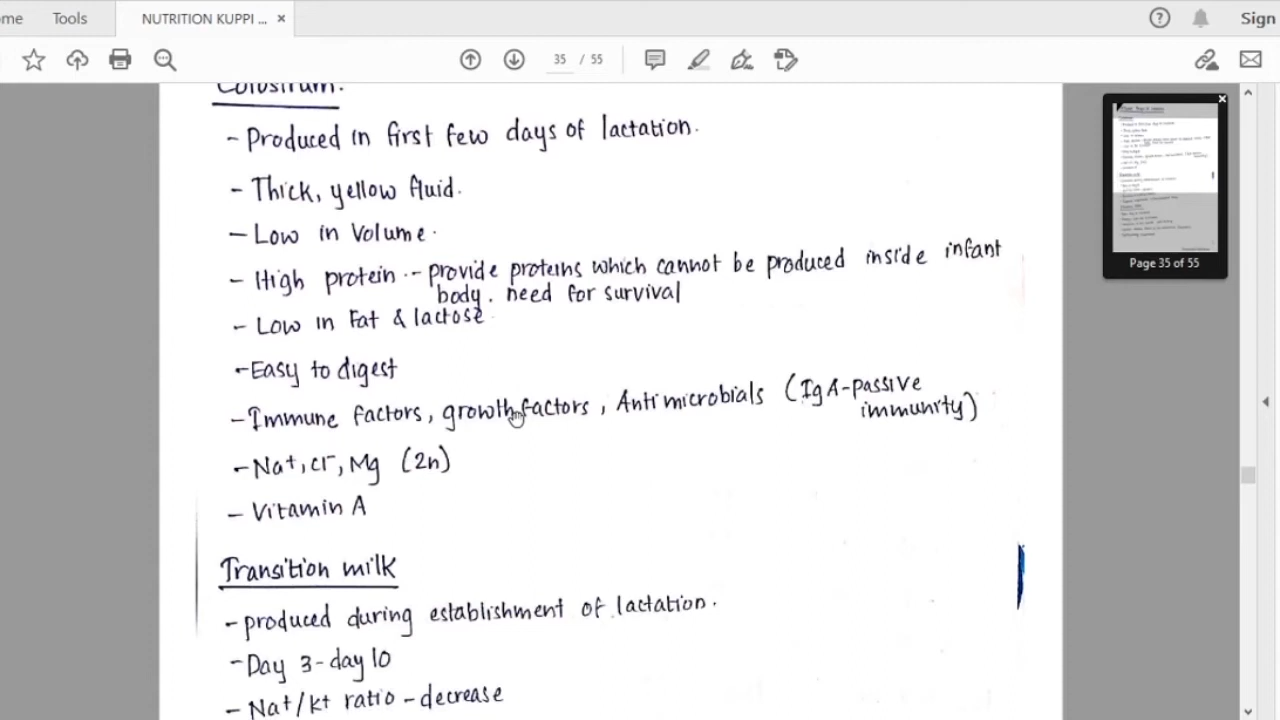 ome Tools NUTRITION KUPPI ... × Sign
35 / 55
Colostrum.
- Produced in first few days of lactation.
- Thick, yellow fluid.
- Low in Volume.
- High protein - provide proteins which cannot be produced inside infant
body. need for survival
- Low in Fat & lactose
- Easy to digest
- Immune factors, growth factors, Antimicrobials (IgA-passive
immunity)
- Na+, Cl-, Mg (Zn)
- Vitamin A
Transition milk
- produced during establishment of lactation.
- Day 3 - day 10
- Na+/K+ ratio - decrease
Page 35 of 55